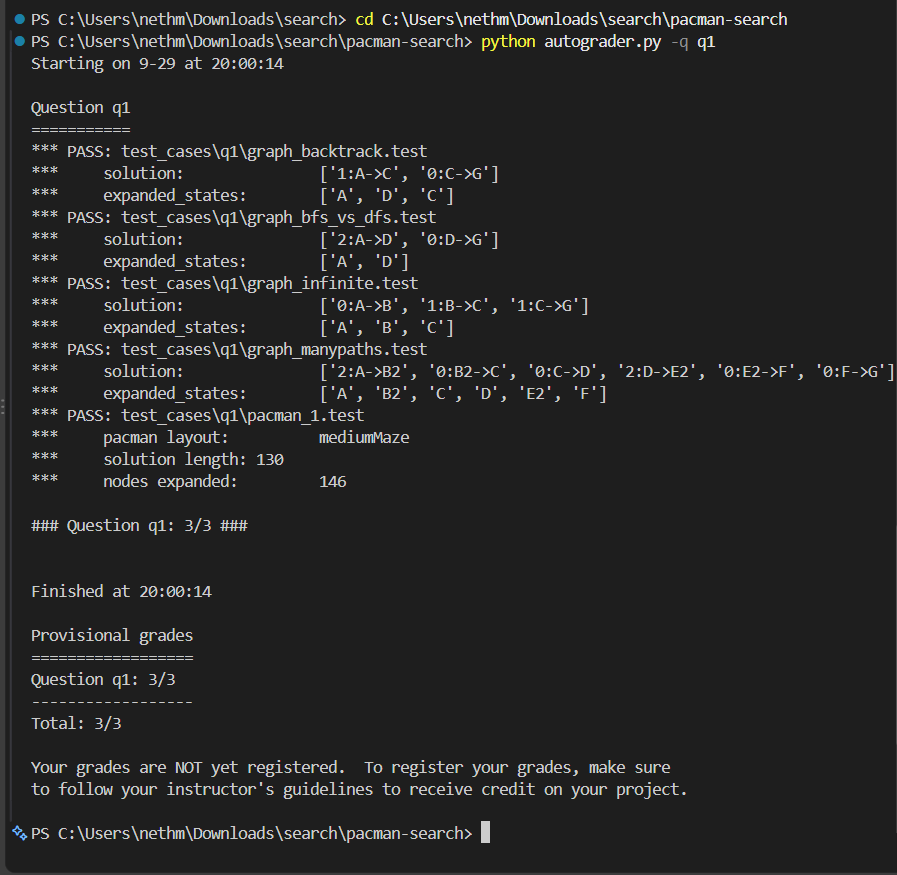 PS C:\Users\nethm\Downloads\search> cd C:\Users\nethm\Downloads\search\pacman-search
PS C:\Users\nethm\Downloads\search\pacman-search> python autograder.py -q q1
Starting on 9-29 at 20:00:14
Question q1
===========
*** PASS: test_cases\q1\graph_backtrack.test
***     solution:               ['1:A->C', '0:C->G']
***     expanded_states:        ['A', 'D', 'C']
*** PASS: test_cases\q1\graph_bfs_vs_dfs.test
***     solution:               ['2:A->D', '0:D->G']
***     expanded_states:        ['A', 'D']
*** PASS: test_cases\q1\graph_infinite.test
***     solution:               ['0:A->B', '1:B->C', '1:C->G']
***     expanded_states:        ['A', 'B', 'C']
*** PASS: test_cases\q1\graph_manypaths.test
***     solution:               ['2:A->B2', '0:B2->C', '0:C->D', '2:D->E2', '0:E2->F', '0:F->G']
***     expanded_states:        ['A', 'B2', 'C', 'D', 'E2', 'F']
*** PASS: test_cases\q1\pacman_1.test
***     pacman layout:          mediumMaze
***     solution length: 130
***     nodes expanded:         146
### Question q1: 3/3 ###
Finished at 20:00:14
Provisional grades
==================
Question q1: 3/3
------------------
Total: 3/3
Your grades are NOT yet registered.  To register your grades, make sure
to follow your instructor's guidelines to receive credit on your project.
PS C:\Users\nethm\Downloads\search\pacman-search>